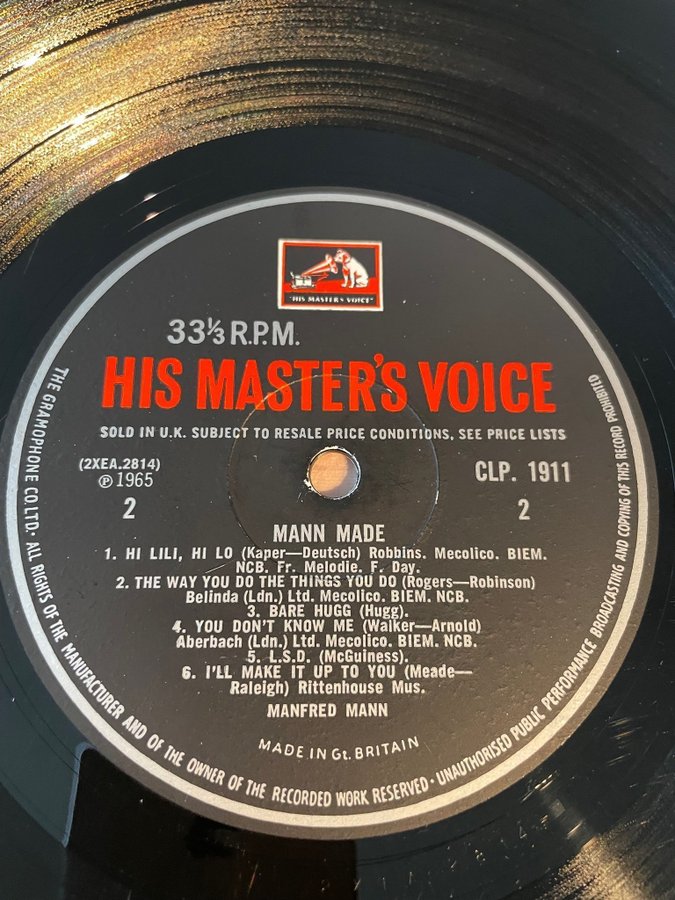 "HIS MASTER'S VOICE"
33⅓ R.P.M.
HIS MASTER'S VOICE
SOLD IN U.K. SUBJECT TO RESALE PRICE CONDITIONS, SEE PRICE LISTS
(2XEA.2814)
℗ 1965
2
CLP. 1911
2
MANN MADE
1. HI LILI, HI LO (Kaper—Deutsch) Robbins. Mecolico. BIEM.
NCB. Fr. Melodie. F. Day.
2. THE WAY YOU DO THE THINGS YOU DO (Rogers—Robinson)
Belinda (Ldn.) Ltd. Mecolico. BIEM. NCB.
3. BARE HUGG (Hugg).
4. YOU DON'T KNOW ME (Walker—Arnold)
Aberbach (Ldn.) Ltd. Mecolico. BIEM. NCB.
5. L.S.D. (McGuiness).
6. I'LL MAKE IT UP TO YOU (Meade—
Raleigh) Rittenhouse Mus.
MANFRED MANN
MADE IN Gt. BRITAIN
THE GRAMOPHONE CO. LTD. · ALL RIGHTS OF THE MANUFACTURER AND OF THE OWNER OF THE RECORDED WORK RESERVED · UNAUTHORISED PUBLIC PERFORMANCE BROADCASTING AND COPYING OF THIS RECORD PROHIBITED